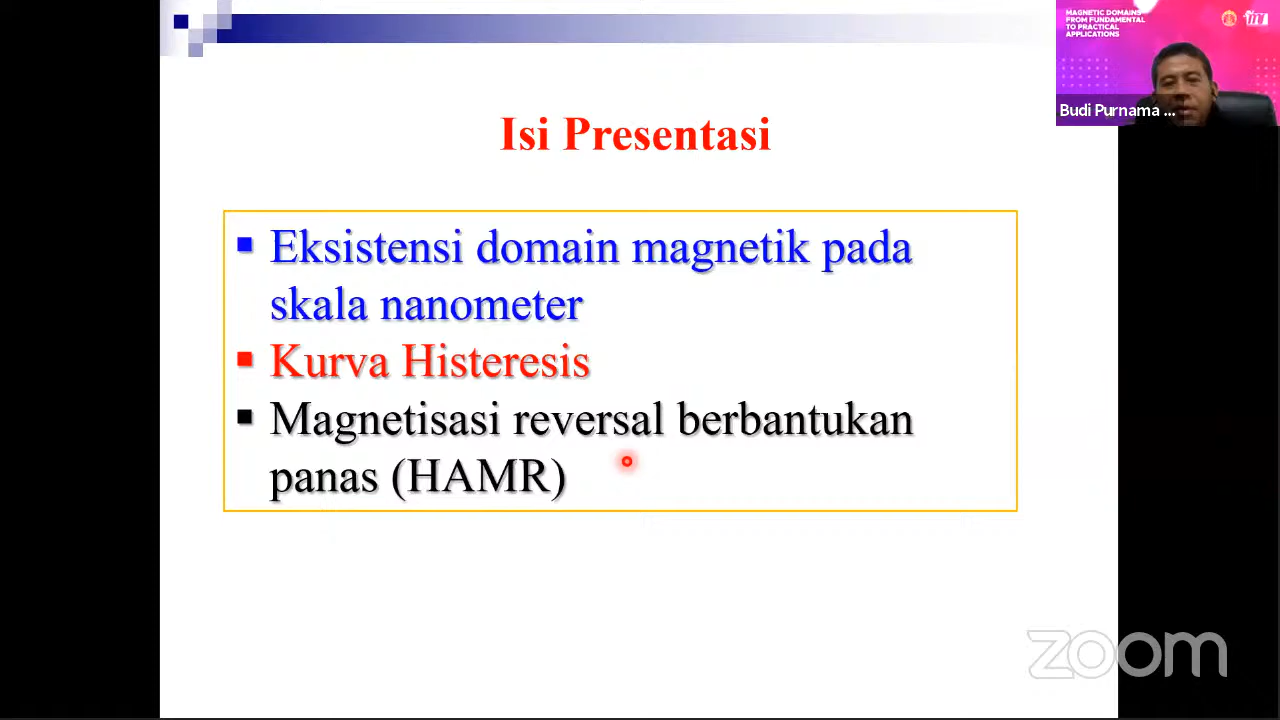 MAGNETIC DOMAINS
FROM FUNDAMENTAL
TO PRACTICAL
APPLICATIONS
Budi Purnama ...
Isi Presentasi
Eksistensi domain magnetik pada
skala nanometer
Kurva Histeresis
Magnetisasi reversal berbantukan
panas (HAMR)
zoom